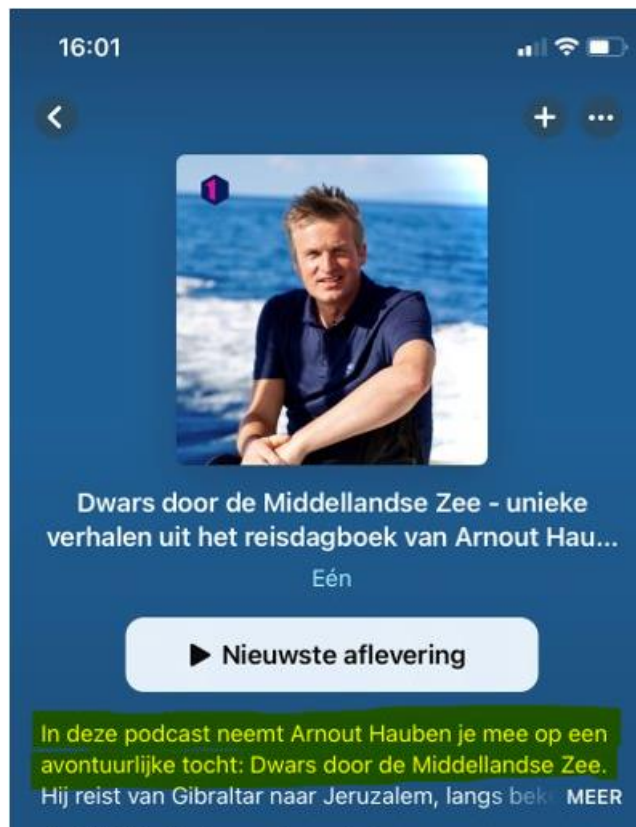 16:01
1
Dwars door de Middellandse Zee - unieke
verhalen uit het reisdagboek van Arnout Hau...
Eén
Nieuwste aflevering
In deze podcast neemt Arnout Hauben je mee op een
avontuurlijke tocht: Dwars door de Middellandse Zee.
Hij reist van Gibraltar naar Jeruzalem, langs bek MEER